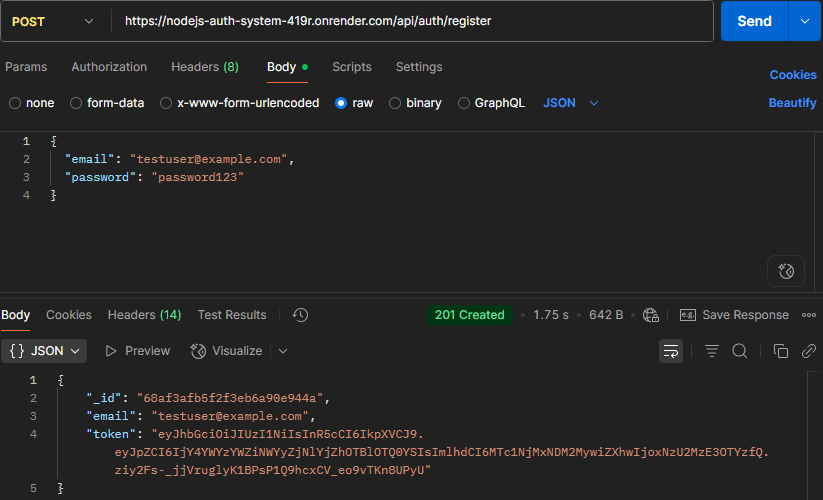 POST https://nodejs-auth-system-419r.onrender.com/api/auth/register Send
Params Authorization Headers (8) Body Scripts Settings Cookies
none form-data x-www-form-urlencoded raw binary GraphQL JSON Beautify
1 {
2 "email": "testuser@example.com",
3 "password": "password123"
4 }
Body Cookies Headers (14) Test Results 201 Created 1.75 s 642 B e.g. Save Response
{} JSON Preview Visualize
1 {
2 "_id": "68af3afb5f2f3eb6a90e944a",
3 "email": "testuser@example.com",
4 "token": "eyJhbGciOiJIUzI1NiIsInR5cCI6IkpXVCJ9.
eyJpZCI6IjY4YWYzYWZiNWYyZjNlYjZhOTBlOTQ0YSIsImlhdCI6MTc1NjMxNDM2MywiZXhwIjoxNzU2MzE3OTYzfQ.
ziy2Fs-_jjVruglyK1BPsP1Q9hcxCV_eo9vTKn8UPyU"
5 }